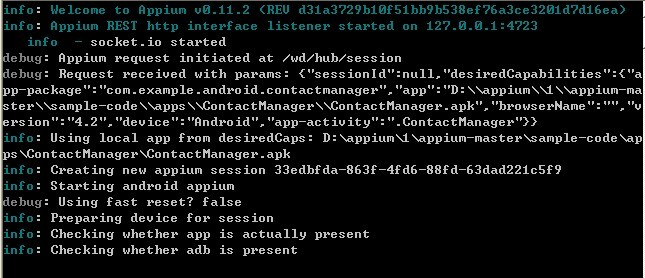 info: Welcome to Appium v0.11.2 (REV d31a3729b10f51bb9b538ef76a3ce3201d7d16ea)
info: Appium REST http interface listener started on 127.0.0.1:4723
info - socket.io started
debug: Appium request initiated at /wd/hub/session
debug: Request received with params: {"sessionId":null,"desiredCapabilities":{"a
pp-package":"com.example.android.contactmanager","app":"D:\\appium\\1\\appium-ma
ster\\sample-code\\apps\\ContactManager\\ContactManager.apk","browserName":"","v
ersion":"4.2","device":"Android","app-activity":".ContactManager"}}
info: Using local app from desiredCaps: D:\appium\1\appium-master\sample-code\ap
ps\ContactManager\ContactManager.apk
info: Creating new appium session 33edbfda-863f-4fd6-88fd-63dad221c5f9
info: Starting android appium
debug: Using fast reset? false
info: Preparing device for session
info: Checking whether app is actually present
info: Checking whether adb is present